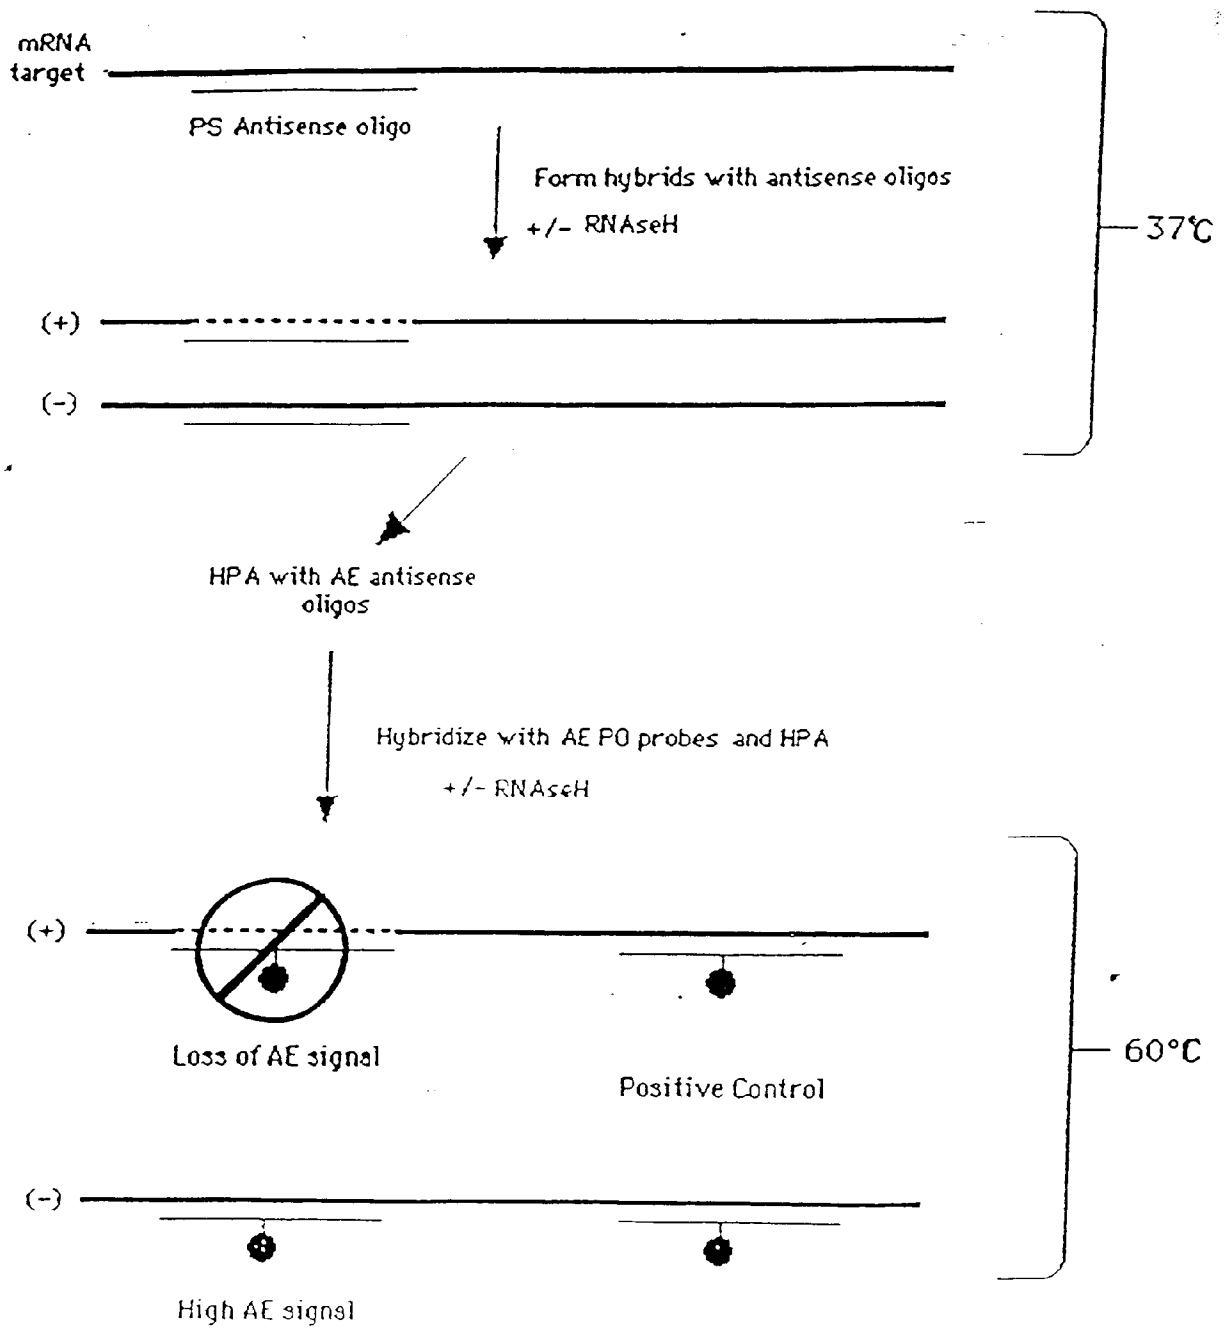 mRNA
target
PS Antisense oligo
Form hybrids with antisense oligos
+/- RNAseH
37°C
(+)
(-)
HPA with AE antisense
oligos
Hybridize with AE PO probes and HPA
+/- RNAseH
(+)
Loss of AE signal
Positive Control
60°C
(-)
High AE signal